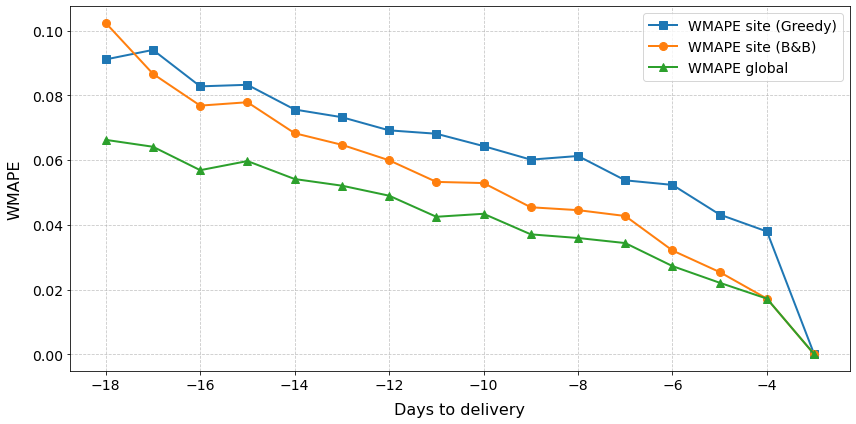 WMAPE site (Greedy)
WMAPE site (B&B)
WMAPE global
WMAPE
0.10
0.08
0.06
0.04
0.02
0.00
−18
−16
−14
−12
−10
−8
−6
−4
Days to delivery